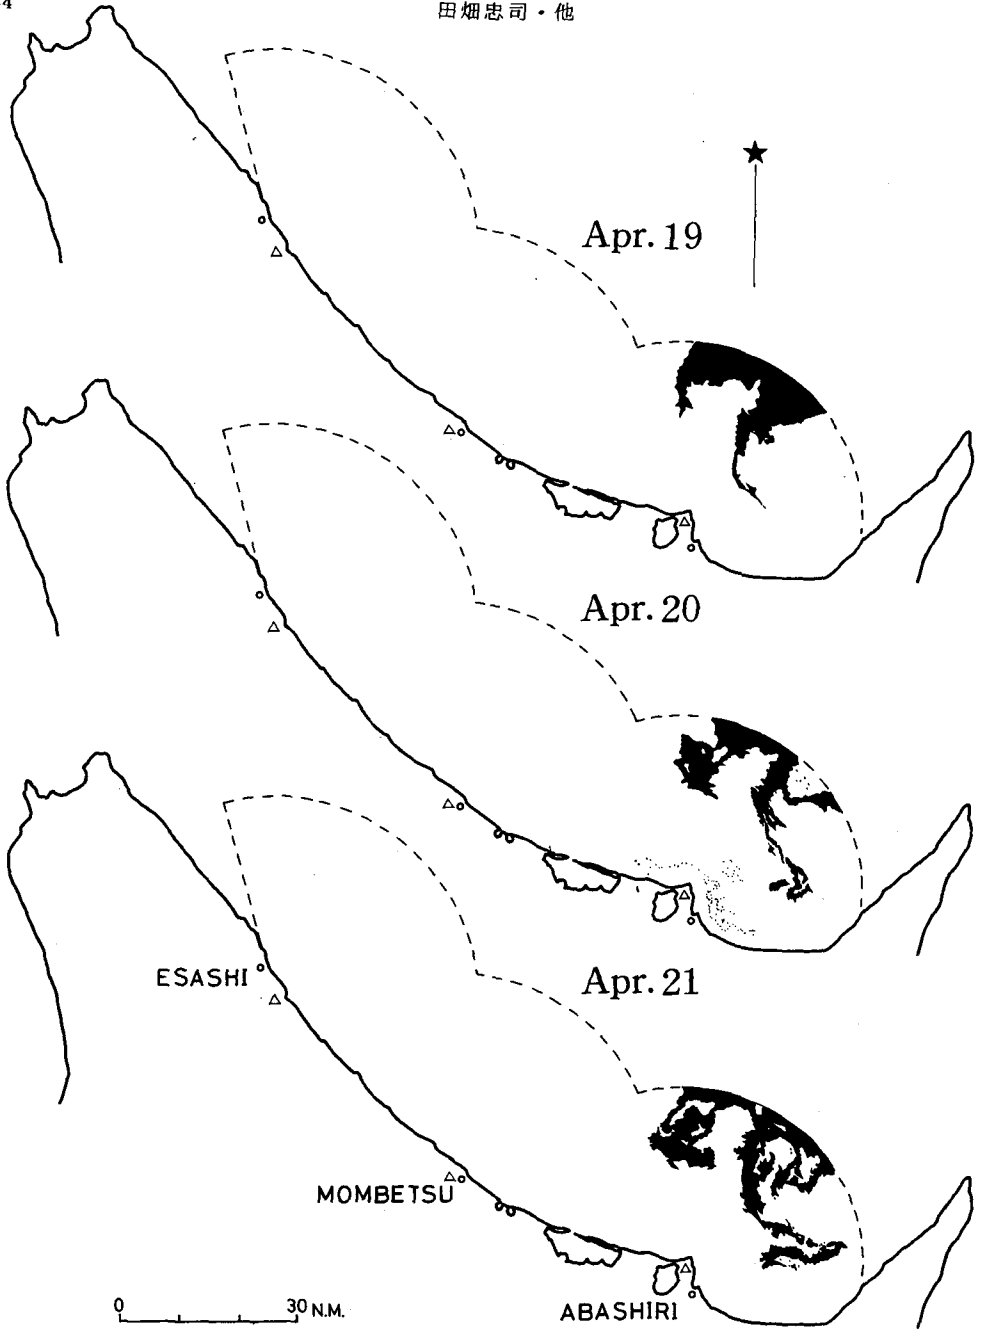 田畑忠司・他
Apr. 19
Apr. 20
Apr. 21
ESASHI
MOMBETSU
ABASHIRI
0 30 N.M.